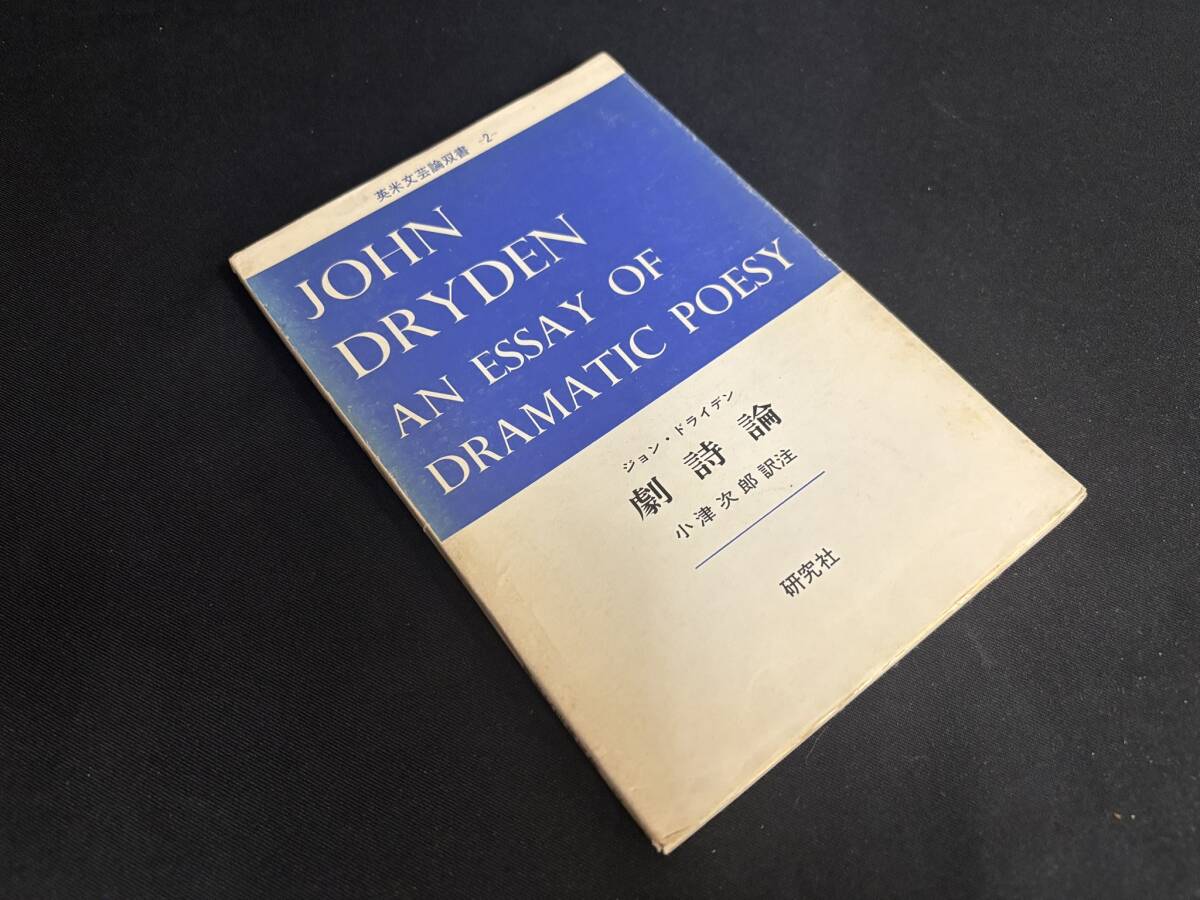 英米文芸論双書 -2-
JOHN
DRYDEN
AN ESSAY OF
DRAMATIC POESY
ジョン・ドライデン
劇詩論
小津次郎訳注
研究社